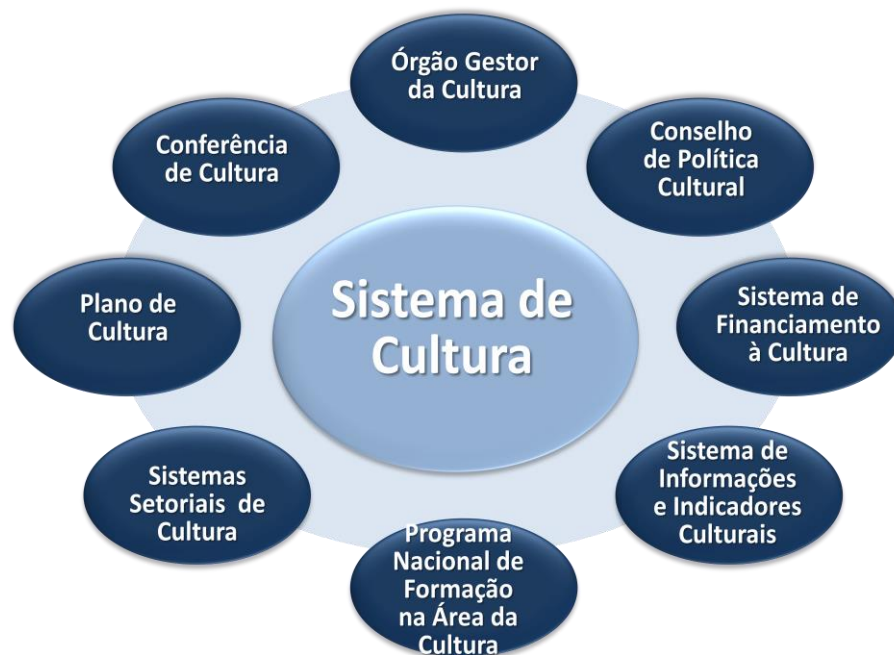 Órgão Gestor
da Cultura
Conselho
de Política
Cultural
Sistema de
Financiamento
à Cultura
Sistema de
Informações
e Indicadores
Culturais
Programa
Nacional de
Formação
na Área da
Cultura
Sistemas
Setoriais de
Cultura
Plano de
Cultura
Conferência
de Cultura
Sistema de
Cultura